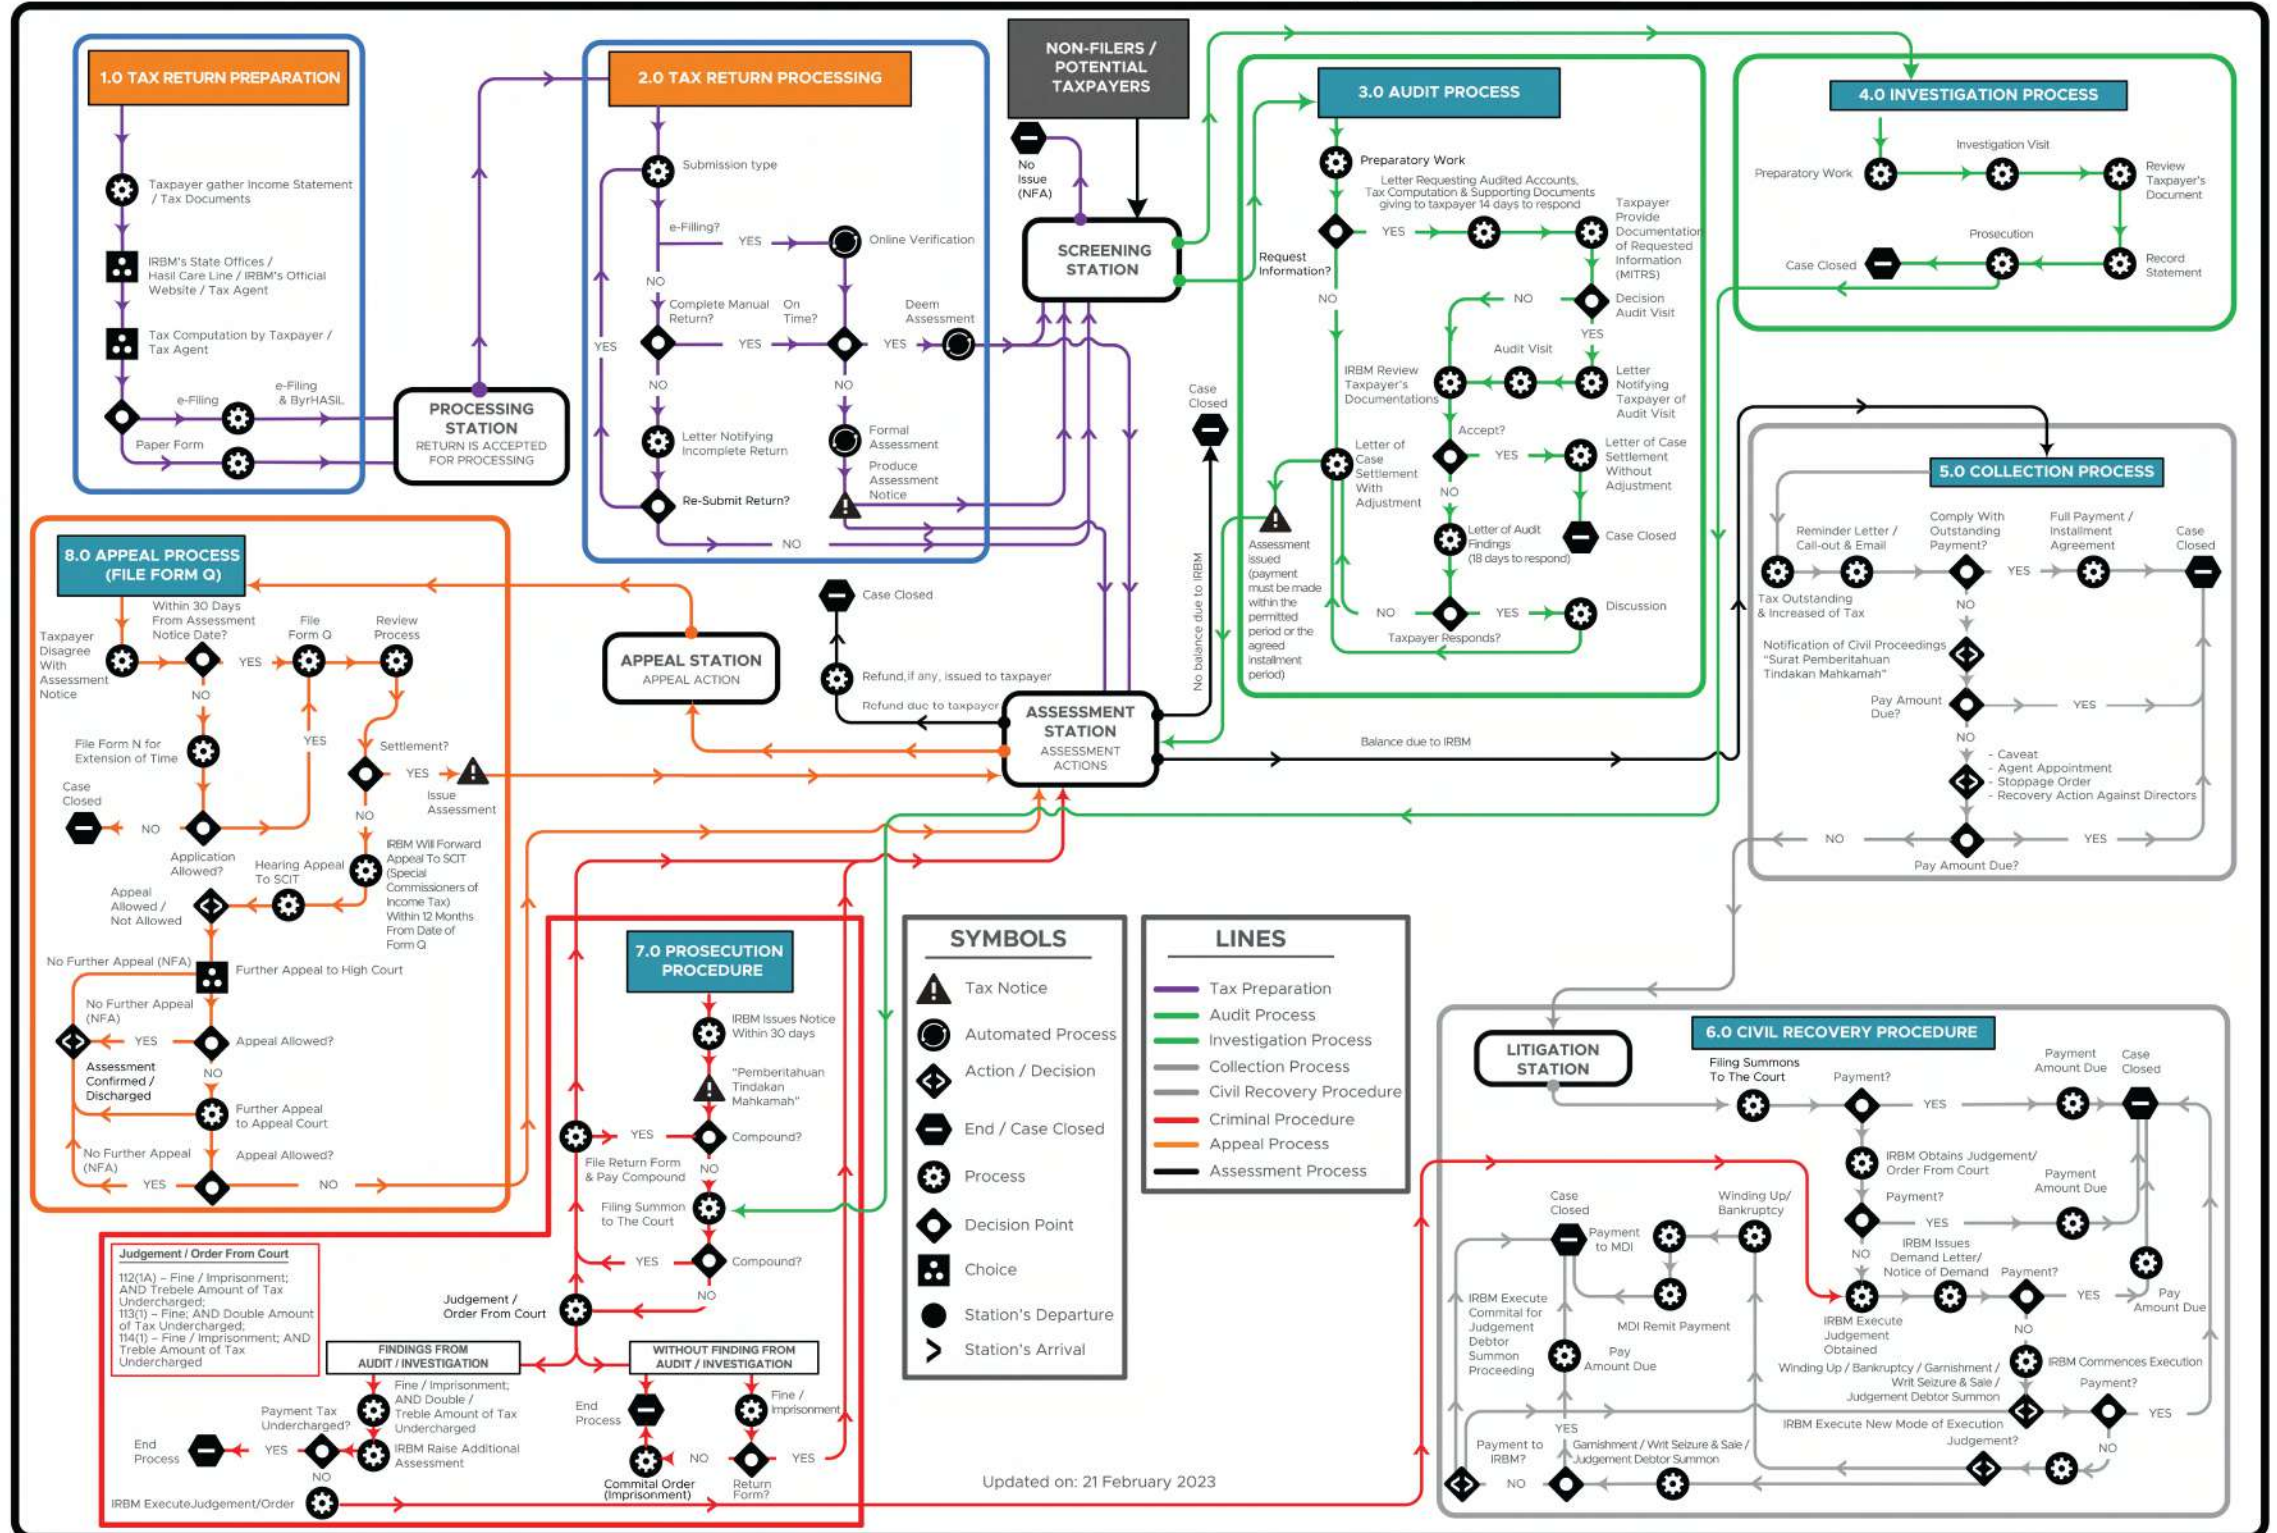 1.0 TAX RETURN PREPARATION
Taxpayer gather Income Statement
/ Tax Documents
IRBM's State Offices /
Hasil Care Line / IRBM's Official
Website / Tax Agent
Tax Computation by Taxpayer /
Tax Agent
e-Filing
e-Filing
& ByrHASiL
Paper Form
PROCESSING
STATION
RETURN IS ACCEPTED
FOR PROCESSING
2.0 TAX RETURN PROCESSING
Submission type
e-Filling?
YES
Online Verification
NO
Complete Manual
Return?
On
Time?
Deem
Assessment
YES
YES
YES
NO
NO
Letter Notifying
Incomplete Return
Formal
Assessment
Produce
Assessment
Notice
Re-Submit Return?
NO
NON-FILERS /
POTENTIAL
TAXPAYERS
No
Issue
(NFA)
SCREENING
STATION
3.0 AUDIT PROCESS
Preparatory Work
Letter Requesting Audited Accounts,
Tax Computation & Supporting Documents
giving to taxpayer 14 days to respond
YES
Taxpayer
Provide
Documentation
of Requested
Information
(MITRS)
Request
Information?
NO
NO
Decision
Audit Visit
YES
Audit Visit
IRBM Review
Taxpayer's
Documentations
Letter
Notifying
Taxpayer of
Audit Visit
Accept?
Letter of
Case
Settlement
With
Adjustment
YES
Letter of Case
Settlement
Without
Adjustment
NO
Letter of Audit
Findings
(18 days to respond)
Case Closed
Assessment
issued
(payment
must be made
within the
permitted
period or the
agreed
installment
period)
NO
YES
Discussion
Taxpayer Responds?
4.0 INVESTIGATION PROCESS
Preparatory Work
Investigation Visit
Review
Taxpayer's
Document
Prosecution
Case Closed
Record
Statement
Case
Closed
No balance due to IRBM
5.0 COLLECTION PROCESS
Reminder Letter /
Call-out & Email
Comply With
Outstanding
Payment?
Full Payment /
Installment
Agreement
Case
Closed
YES
Tax Outstanding
& Increased of Tax
NO
Notification of Civil Proceedings
"Surat Pemberitahuan
Tindakan Mahkamah"
Pay Amount
Due?
YES
NO
- Caveat
- Agent Appointment
- Stoppage Order
- Recovery Action Against Directors
NO
YES
Pay Amount Due?
8.0 APPEAL PROCESS
(FILE FORM Q)
Within 30 Days
From Assessment
Notice Date?
File
Form Q
Review
Process
Taxpayer
Disagree
With
Assessment
Notice
YES
NO
File Form N for
Extension of Time
YES
Settlement?
YES
Issue
Assessment
Case
Closed
NO
NO
Application
Allowed?
IRBM Will Forward
Appeal To SCIT
(Special
Commissioners of
Income Tax)
Within 12 Months
From Date of
Form Q
Hearing Appeal
To SCIT
Appeal
Allowed /
Not Allowed
No Further Appeal (NFA)
Further Appeal to High Court
No Further Appeal
(NFA)
YES
Appeal Allowed?
Assessment
Confirmed /
Discharged
NO
Further Appeal
to Appeal Court
No Further Appeal
(NFA)
Appeal Allowed?
YES
NO
APPEAL STATION
APPEAL ACTION
Case Closed
Refund, if any, issued to taxpayer
Refund due to taxpayer
ASSESSMENT
STATION
ASSESSMENT
ACTIONS
Balance due to IRBM
7.0 PROSECUTION
PROCEDURE
IRBM Issues Notice
Within 30 days
"Pemberitahuan
Tindakan
Mahkamah"
YES
Compound?
File Return Form
& Pay Compound
NO
Filing Summon
to The Court
YES
Compound?
NO
Judgement /
Order From Court
Judgement / Order From Court
112(1A) – Fine / Imprisonment;
AND Trebele Amount of Tax
Undercharged;
113(1) – Fine; AND Double Amount
of Tax Undercharged;
114(1) – Fine / Imprisonment; AND
Treble Amount of Tax
Undercharged
FINDINGS FROM
AUDIT / INVESTIGATION
WITHOUT FINDING FROM
AUDIT / INVESTIGATION
Fine / Imprisonment;
AND Double /
Treble Amount of Tax
Undercharged
Payment Tax
Undercharged?
End
Process
YES
IRBM Raise Additional
Assessment
NO
IRBM ExecuteJudgement/Order
End
Process
Fine /
Imprisonment
NO
YES
Commital Order
(Imprisonment)
Return
Form?
SYMBOLS
Tax Notice
Automated Process
Action / Decision
End / Case Closed
Process
Decision Point
Choice
Station's Departure
Station's Arrival
LINES
Tax Preparation
Audit Process
Investigation Process
Collection Process
Civil Recovery Procedure
Criminal Procedure
Appeal Process
Assessment Process
Updated on: 21 February 2023
LITIGATION
STATION
6.0 CIVIL RECOVERY PROCEDURE
Filing Summons
To The Court
Payment?
Payment
Amount Due
Case
Closed
YES
IRBM Obtains Judgement/
Order From Court
Payment
Amount Due
Payment?
YES
NO
IRBM Issues
Demand Letter/
Notice of Demand
Payment?
YES
Pay
Amount Due
IRBM Execute
Judgement
Obtained
NO
Case
Closed
Payment
to MDI
Winding Up/
Bankruptcy
MDI Remit Payment
IRBM Execute
Commital for
Judgement
Debtor
Summon
Proceeding
Pay
Amount Due
Winding Up / Bankruptcy / Garnishment /
Writ Seizure & Sale /
Judgement Debtor Summon
IRBM Commences Execution
Payment?
YES
IRBM Execute New Mode of Execution
Judgement?
NO
YES
Payment to
IRBM?
Garnishment / Writ Seizure & Sale /
Judgement Debtor Summon
NO